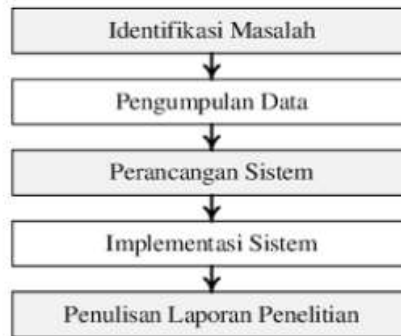 Identifikasi Masalah
Pengumpulan Data
Perancangan Sistem
Implementasi Sistem
Penulisan Laporan Penelitian